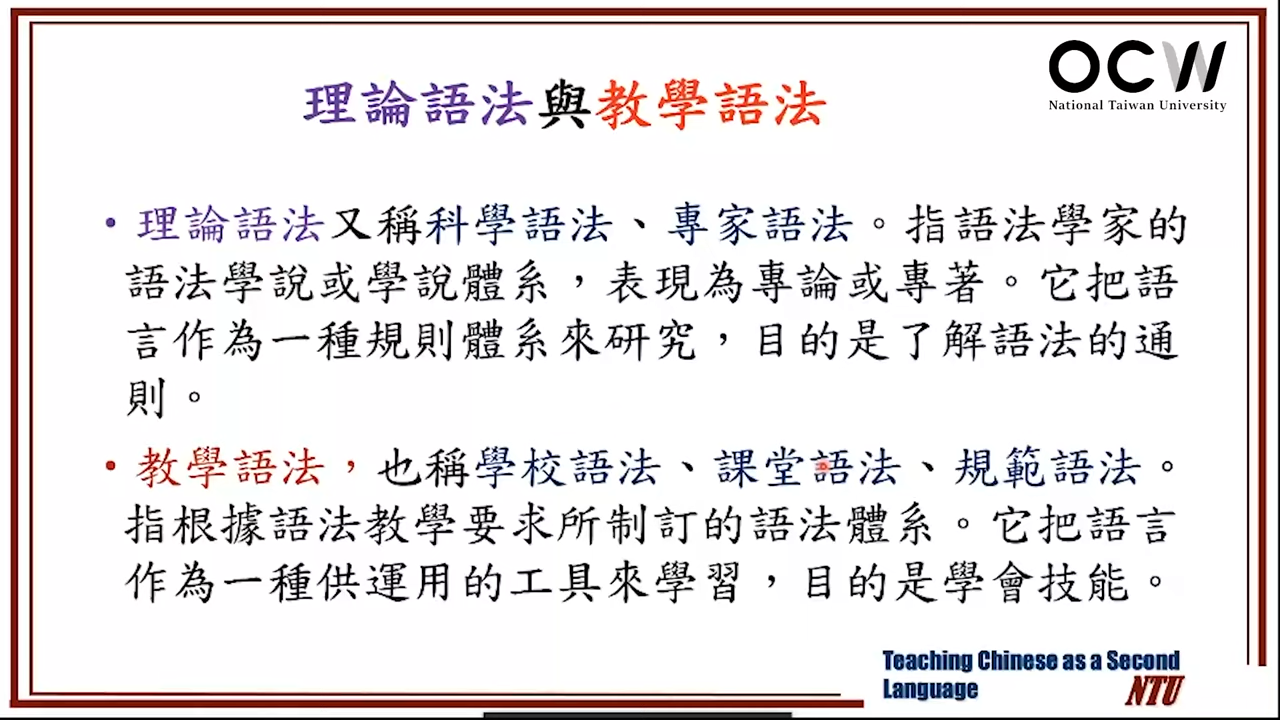 OCW
National Taiwan University
理論語法與教學語法
•理論語法又稱科學語法、專家語法。指語法學家的
語法學說或學說體系，表現為專論或專著。它把語
言作為一種規則體系來研究，目的是了解語法的通
則。
•教學語法，也稱學校語法、課堂語法、規範語法。
指根據語法教學要求所制訂的語法體系。它把語言
作為一種供運用的工具來學習，目的是學會技能。
Teaching Chinese as a Second
Language
NTU